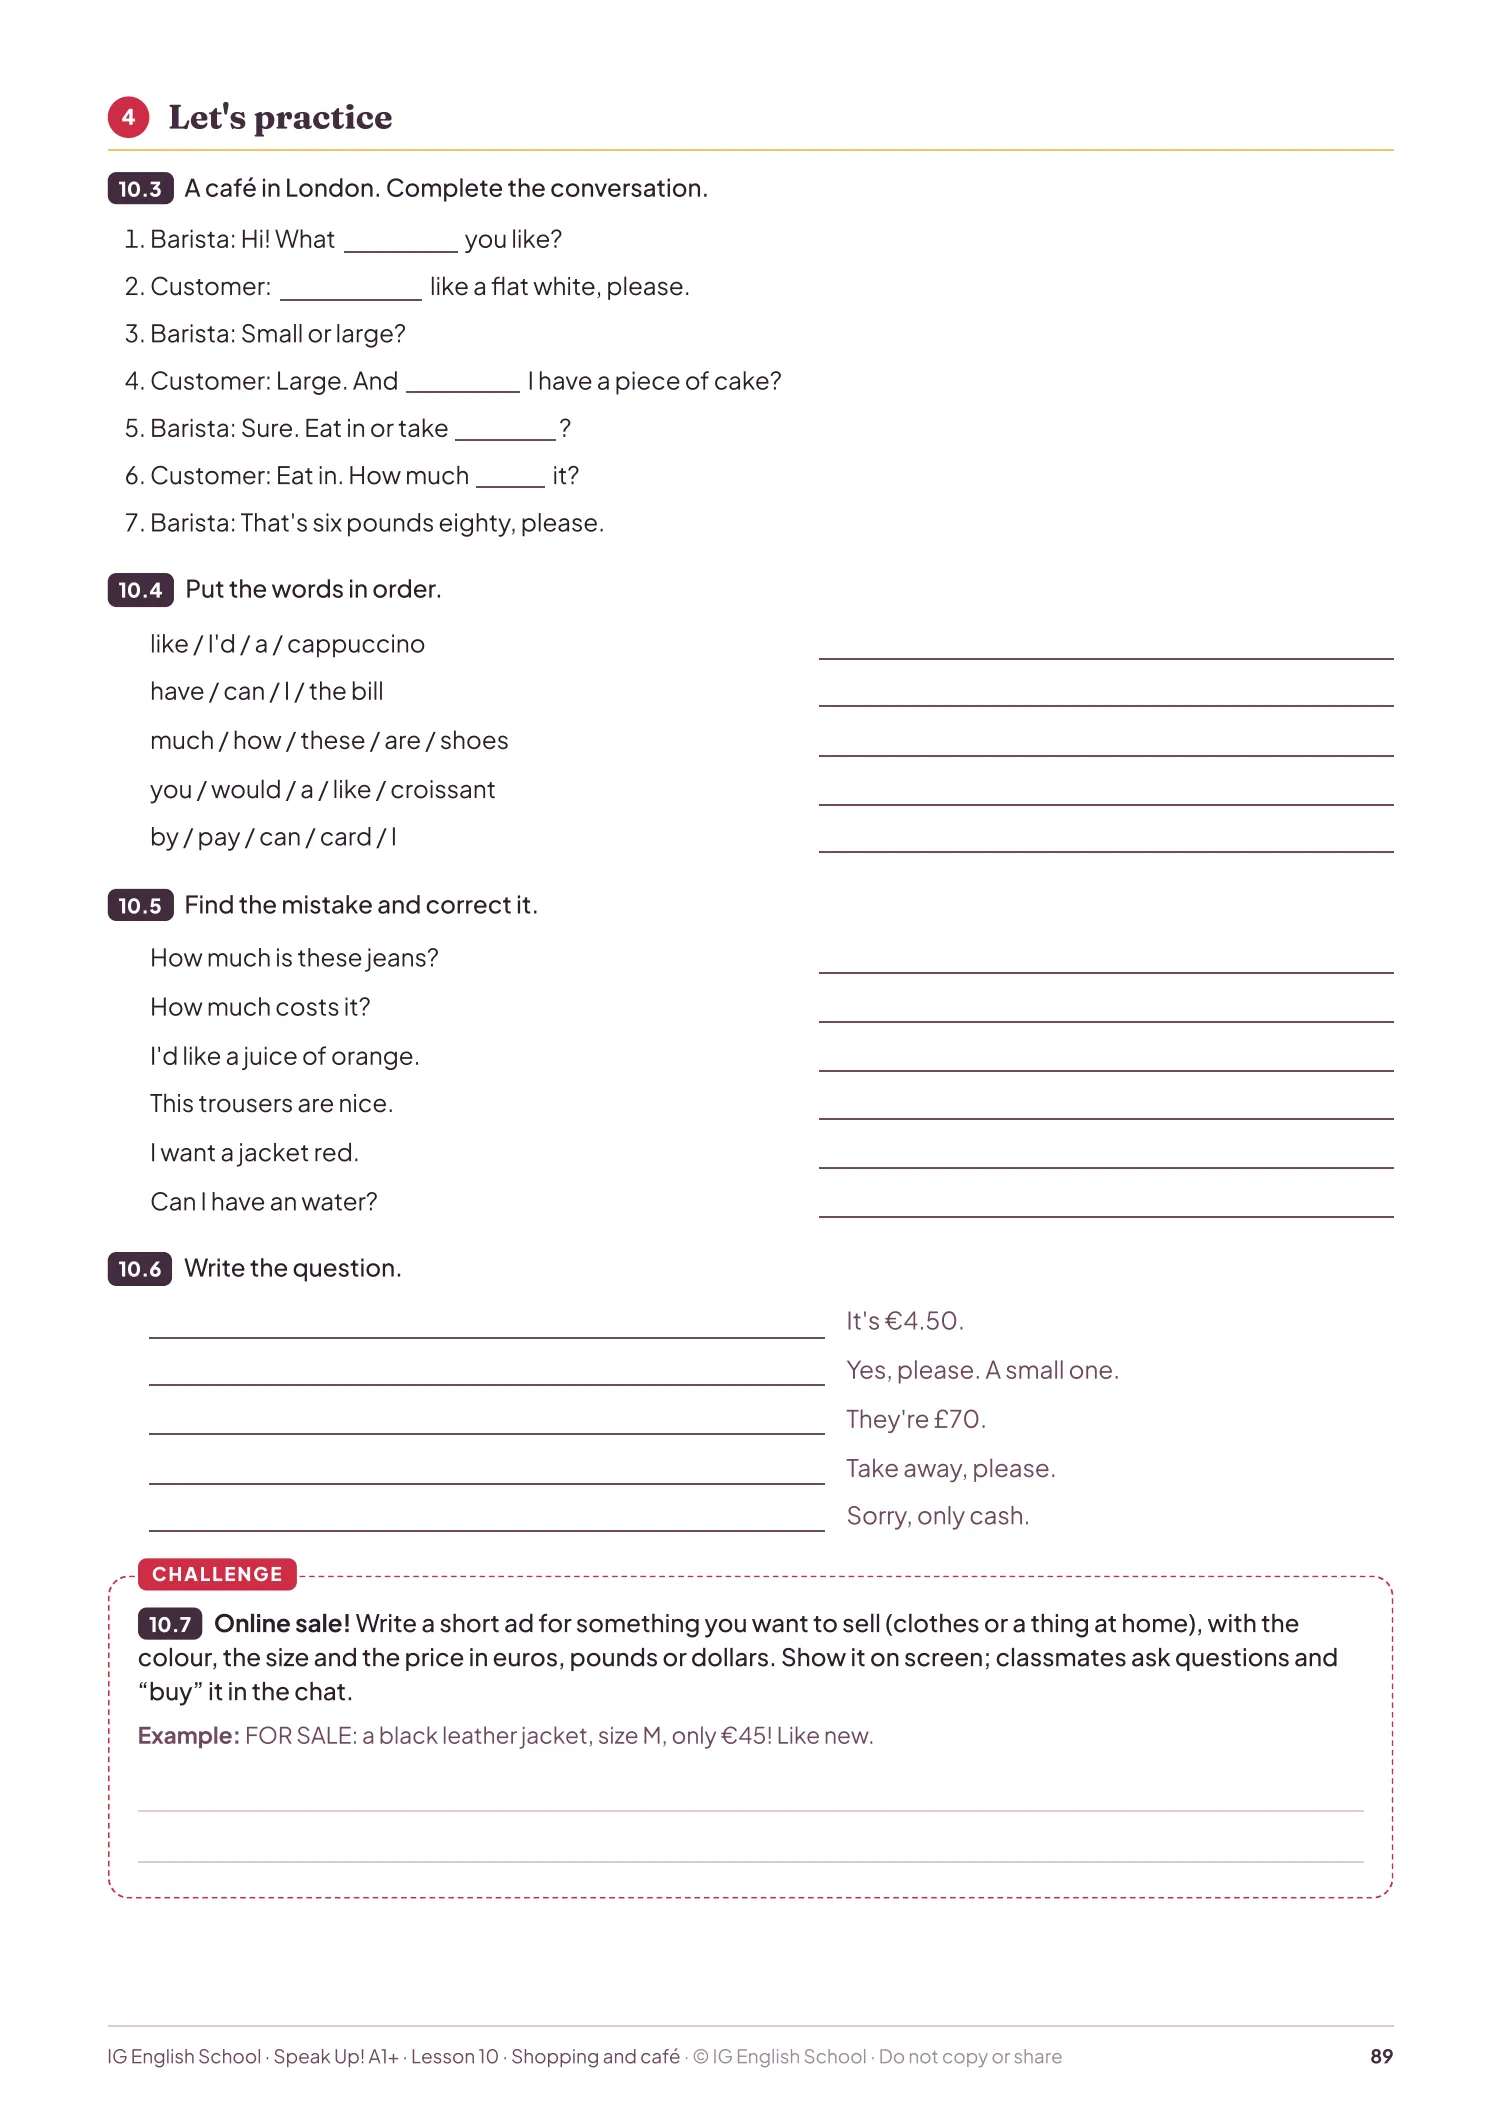 4 Let's practice
10.3 A café in London. Complete the conversation.
1. Barista: Hi! What ________ you like?
2. Customer: __________ like a flat white, please.
3. Barista: Small or large?
4. Customer: Large. And ________ I have a piece of cake?
5. Barista: Sure. Eat in or take _______?
6. Customer: Eat in. How much _____ it?
7. Barista: That's six pounds eighty, please.
10.4 Put the words in order.
like / I'd / a / cappuccino
have / can / I / the bill
much / how / these / are / shoes
you / would / a / like / croissant
by / pay / can / card / I
10.5 Find the mistake and correct it.
How much is these jeans?
How much costs it?
I'd like a juice of orange.
This trousers are nice.
I want a jacket red.
Can I have an water?
10.6 Write the question.
It's €4.50.
Yes, please. A small one.
They're £70.
Take away, please.
Sorry, only cash.
CHALLENGE
10.7 Online sale! Write a short ad for something you want to sell (clothes or a thing at home), with the
colour, the size and the price in euros, pounds or dollars. Show it on screen; classmates ask questions and
“buy” it in the chat.
Example: FOR SALE: a black leather jacket, size M, only €45! Like new.
IG English School · Speak Up! A1+ · Lesson 10 · Shopping and café · © IG English School · Do not copy or share 89